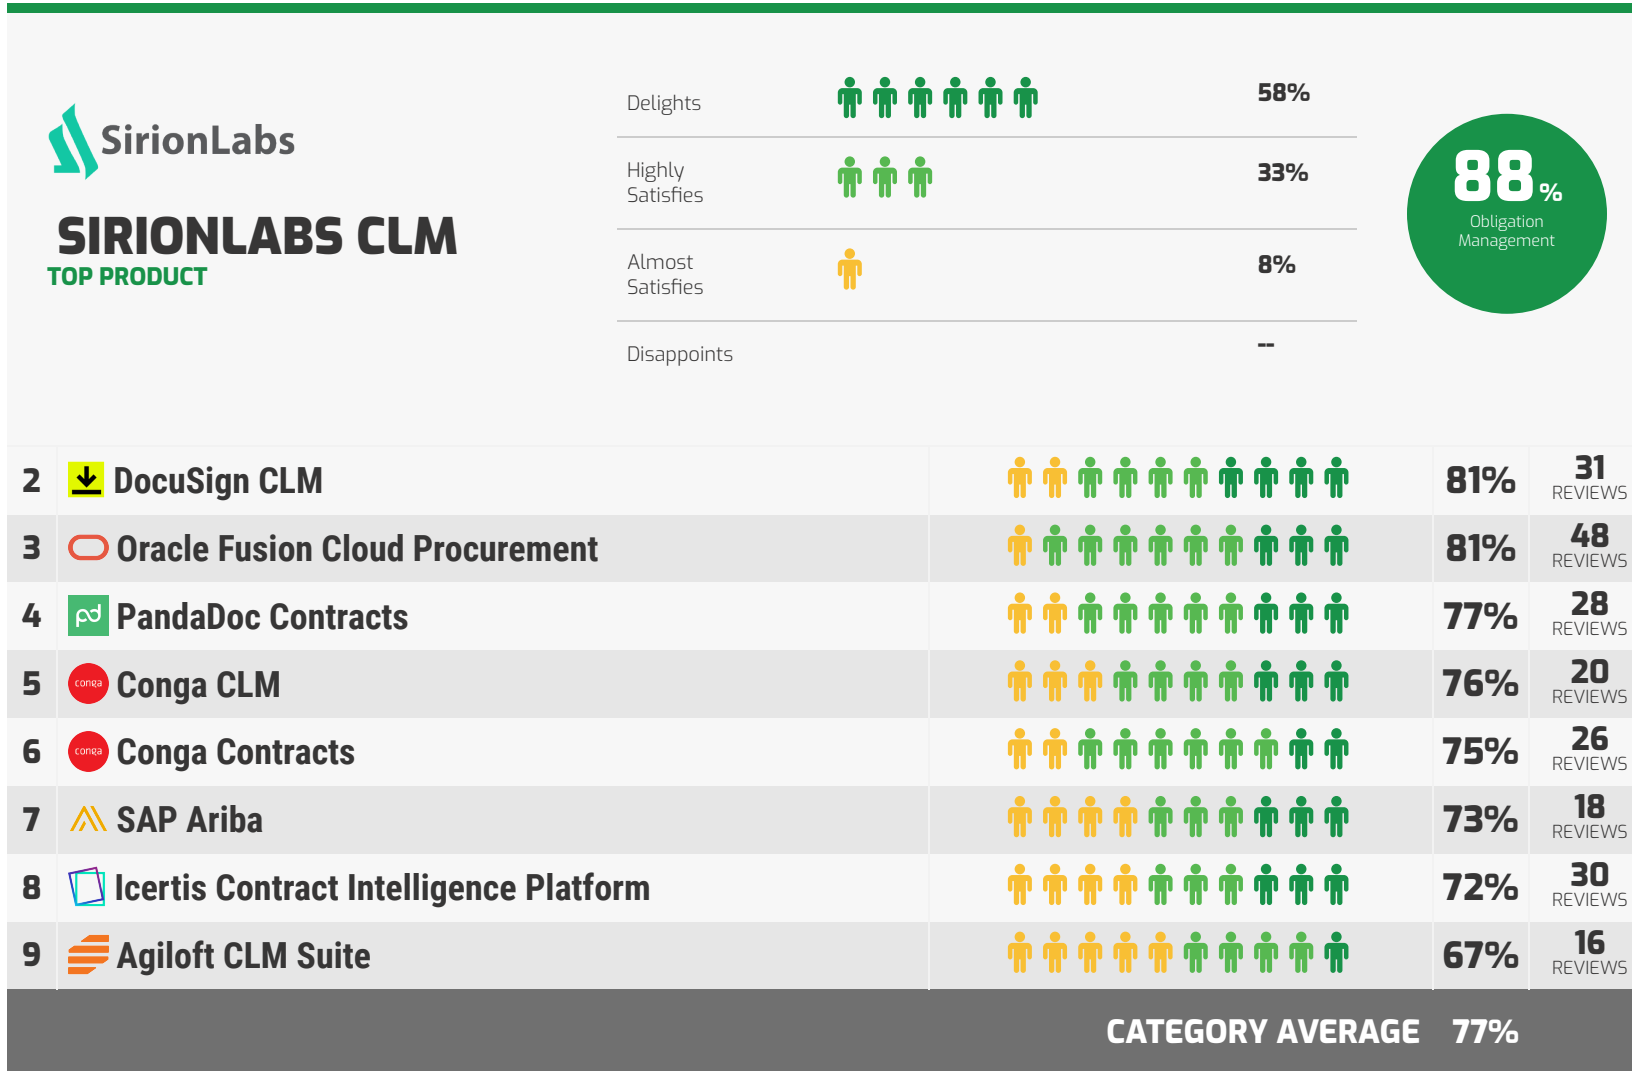 SirionLabs
SIRIONLABS CLM
TOP PRODUCT
Delights 58%
Highly
Satisfies 33%
Almost
Satisfies 8%
Disappoints --
88%
Obligation
Management
2 DocuSign CLM 81% 31 REVIEWS
3 Oracle Fusion Cloud Procurement 81% 48 REVIEWS
4 pd PandaDoc Contracts 77% 28 REVIEWS
5 conga Conga CLM 76% 20 REVIEWS
6 conga Conga Contracts 75% 26 REVIEWS
7 SAP Ariba 73% 18 REVIEWS
8 Icertis Contract Intelligence Platform 72% 30 REVIEWS
9 Agiloft CLM Suite 67% 16 REVIEWS
CATEGORY AVERAGE 77%